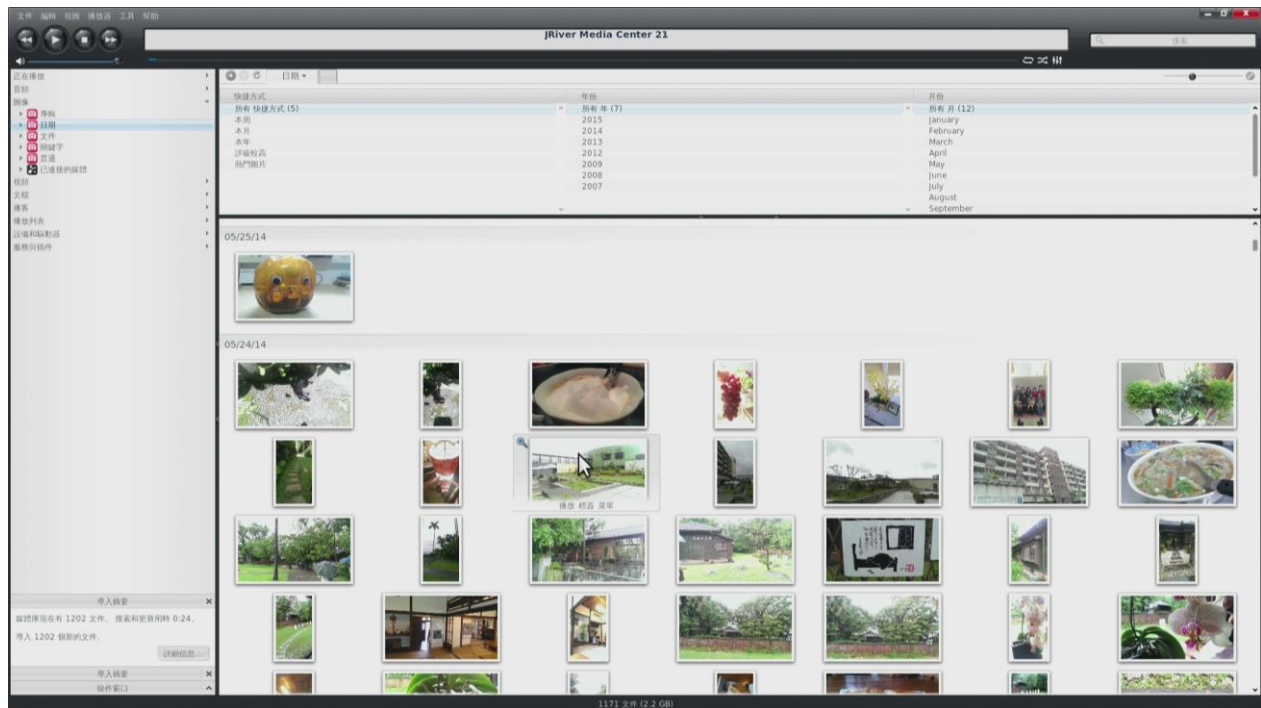 文件 編輯 視圖 播放器 工具 幫助
JRiver Media Center 21
搜索
正在播放
音頻
圖像
專輯
日期
文件
關鍵字
普通
已連接的媒體
視頻
文檔
播客
播放列表
設備和驅動器
服務與插件
日期
快捷方式
所有 快捷方式 (5)
本周
本月
本年
評級較高
熱門圖片
年份
所有 年 (7)
2015
2014
2013
2012
2009
2008
2007
月份
所有 月 (12)
January
February
March
April
May
June
July
August
September
05/25/14
05/24/14
播放 標簽 菜單
導入摘要
媒體庫現在有 1202 文件。 搜索和更新用時 0:24。
導入 1202 個新的文件。
詳細信息...
導入摘要
操作窗口
1171 文件 (2.2 GB)